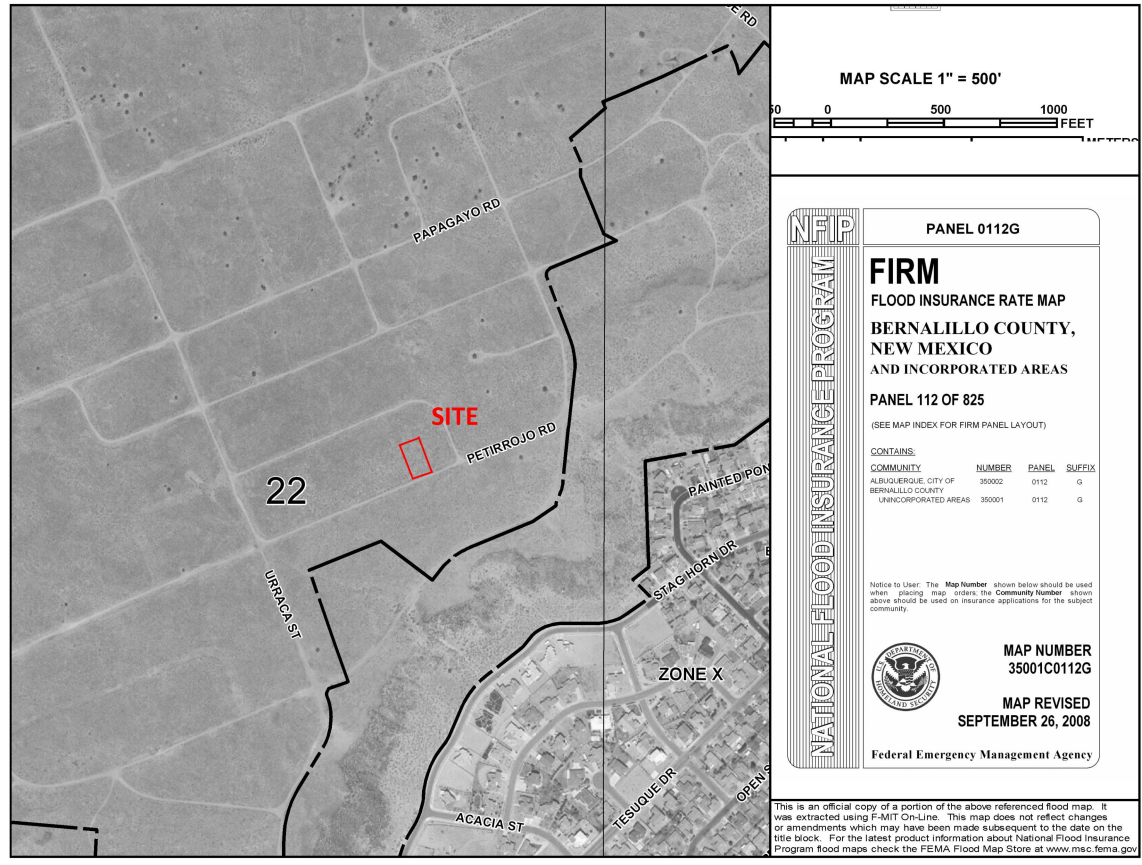 MAP SCALE 1" = 500'
0 500 1000
FEET
NFIP
PANEL 0112G
NATIONAL FLOOD INSURANCE PROGRAM
FIRM
FLOOD INSURANCE RATE MAP
BERNALILLO COUNTY,
NEW MEXICO
AND INCORPORATED AREAS
PANEL 112 OF 825
(SEE MAP INDEX FOR FIRM PANEL LAYOUT)
CONTAINS:
COMMUNITY NUMBER PANEL SUFFIX
ALBUQUERQUE, CITY OF 350002 0112 G
BERNALILLO COUNTY
UNINCORPORATED AREAS 350001 0112 G
Notice to User: The Map Number shown below should be used
when placing map orders; the Community Number shown
above should be used on insurance applications for the subject
community.
U.S. DEPARTMENT OF HOMELAND SECURITY
MAP NUMBER
35001C0112G
MAP REVISED
SEPTEMBER 26, 2008
Federal Emergency Management Agency
This is an official copy of a portion of the above referenced flood map. It
was extracted using F-MIT On-Line. This map does not reflect changes
or amendments which may have been made subsequent to the date on the
title block. For the latest product information about National Flood Insurance
Program flood maps check the FEMA Flood Map Store at www.msc.fema.gov
RD
PAPAGAYO RD
SITE
PETIRROJO RD
22
PAINTED PON
STAG HORN DR
URRACA ST
ZONE X
TESUQUE DR
OPEN S
ACACIA ST